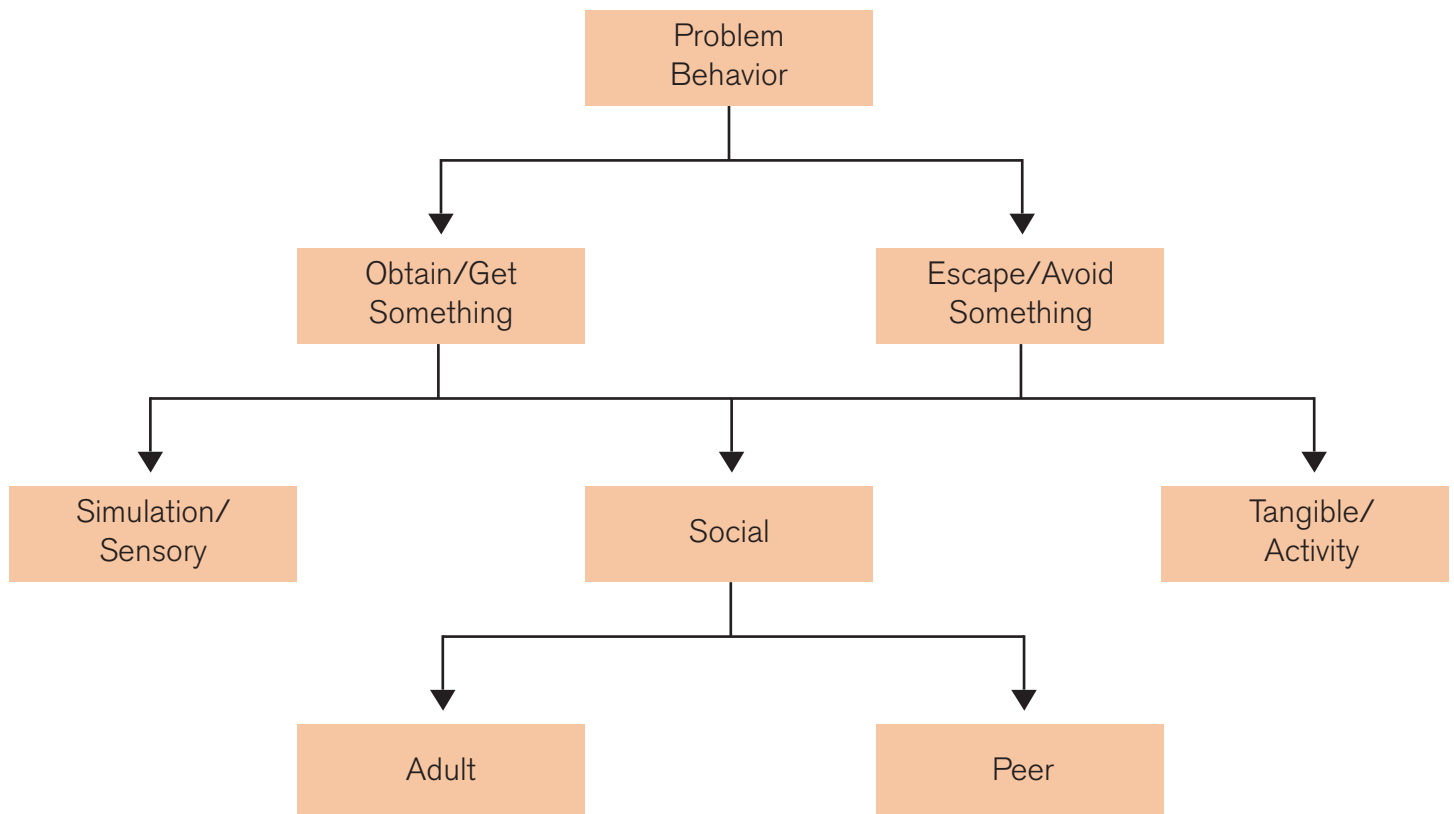 Problem
Behavior
Obtain/Get
Something
Escape/Avoid
Something
Simulation/
Sensory
Social
Tangible/
Activity
Adult
Peer